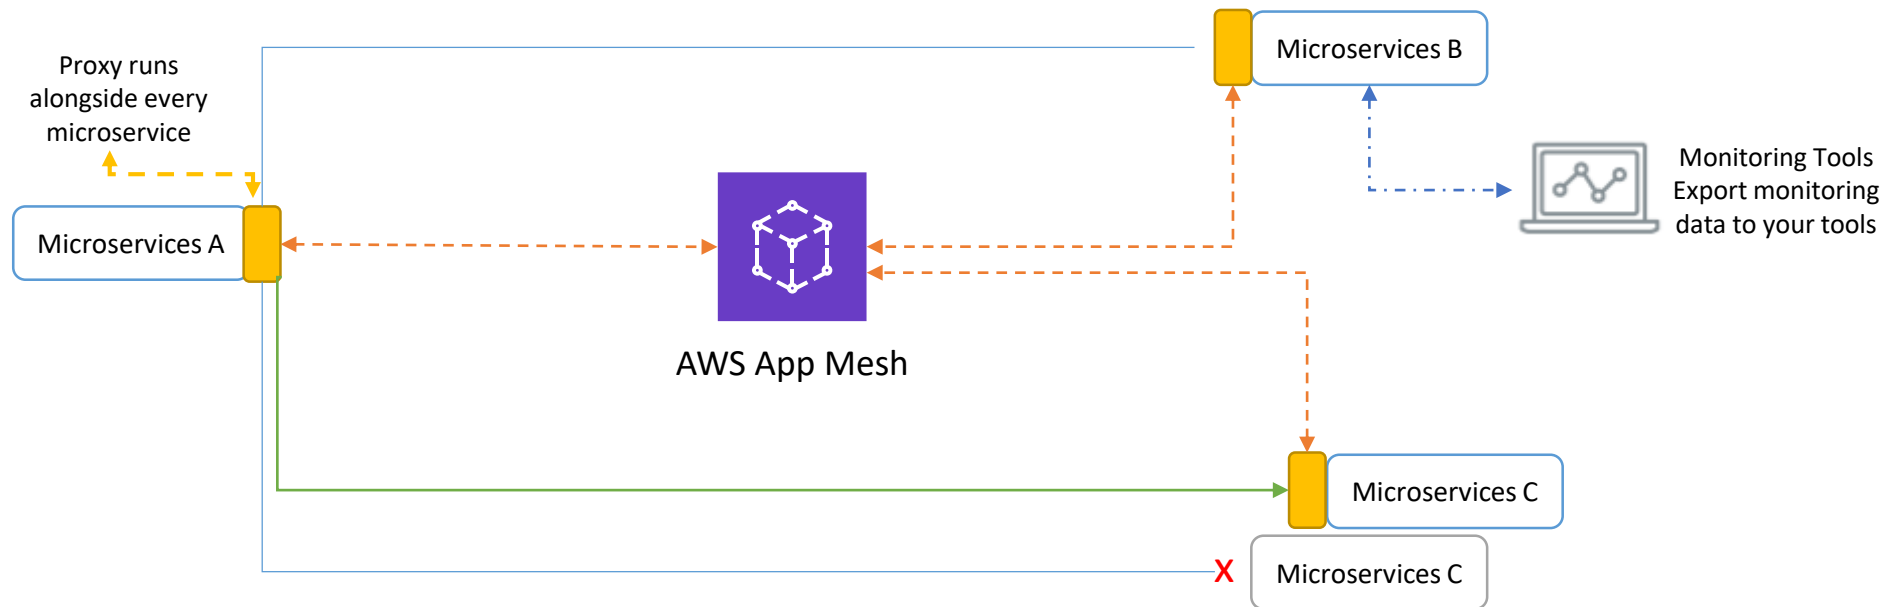 Proxy runs
alongside every
microservice
Microservices A
AWS App Mesh
Microservices B
Monitoring Tools
Export monitoring
data to your tools
Microservices C
X
Microservices C